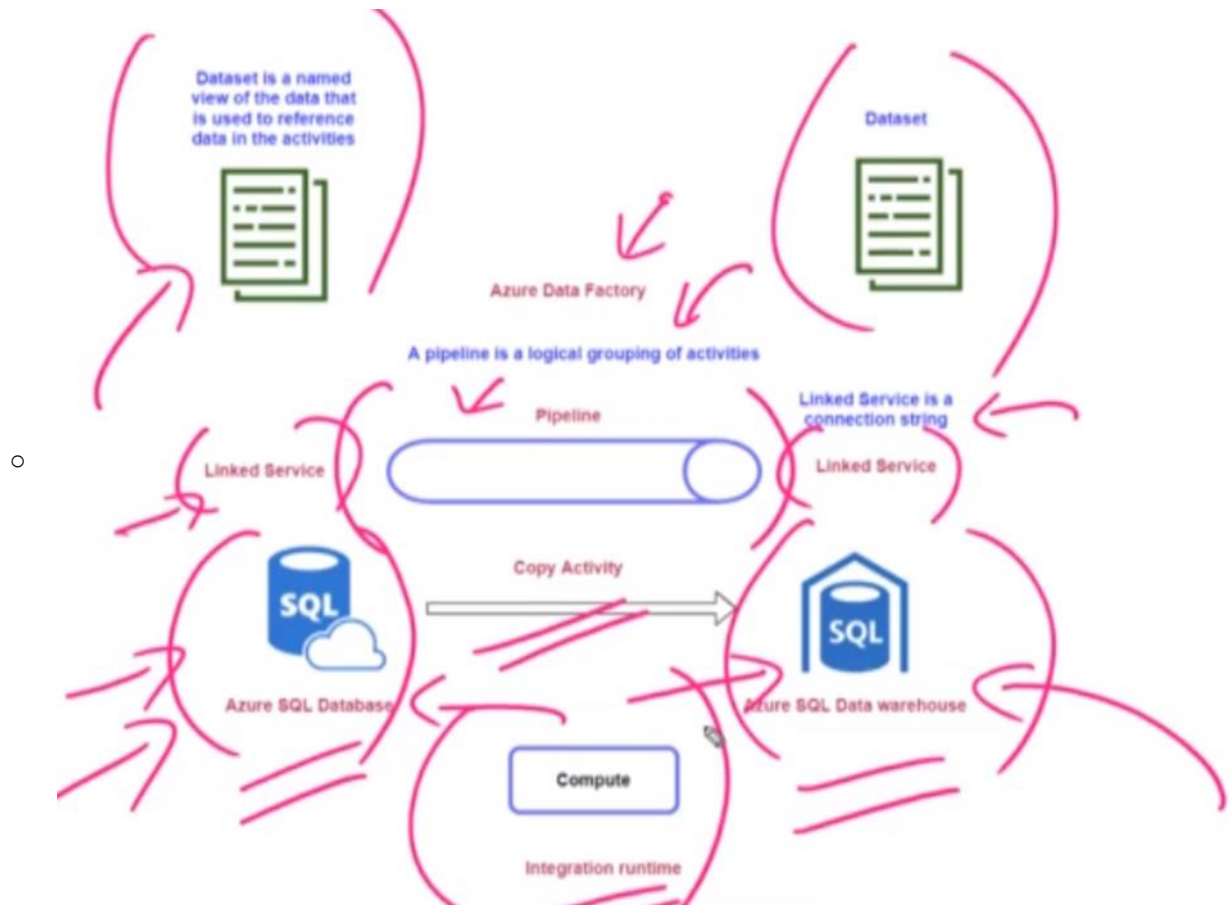 Dataset is a named
view of the data that
is used to reference
data in the activities
Dataset
Azure Data Factory
A pipeline is a logical grouping of activities
Pipeline
Linked Service is a
connection string
Linked Service
Linked Service
Copy Activity
SQL
SQL
Azure SQL Database
Azure SQL Data warehouse
Compute
Integration runtime